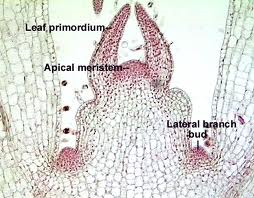 Leaf primordium
Apical meristem
Lateral branch
bud